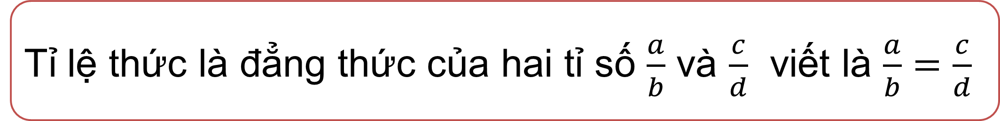 Tỉ lệ thức là đẳng thức của hai tỉ số a/b và c/d viết là a/b = c/d